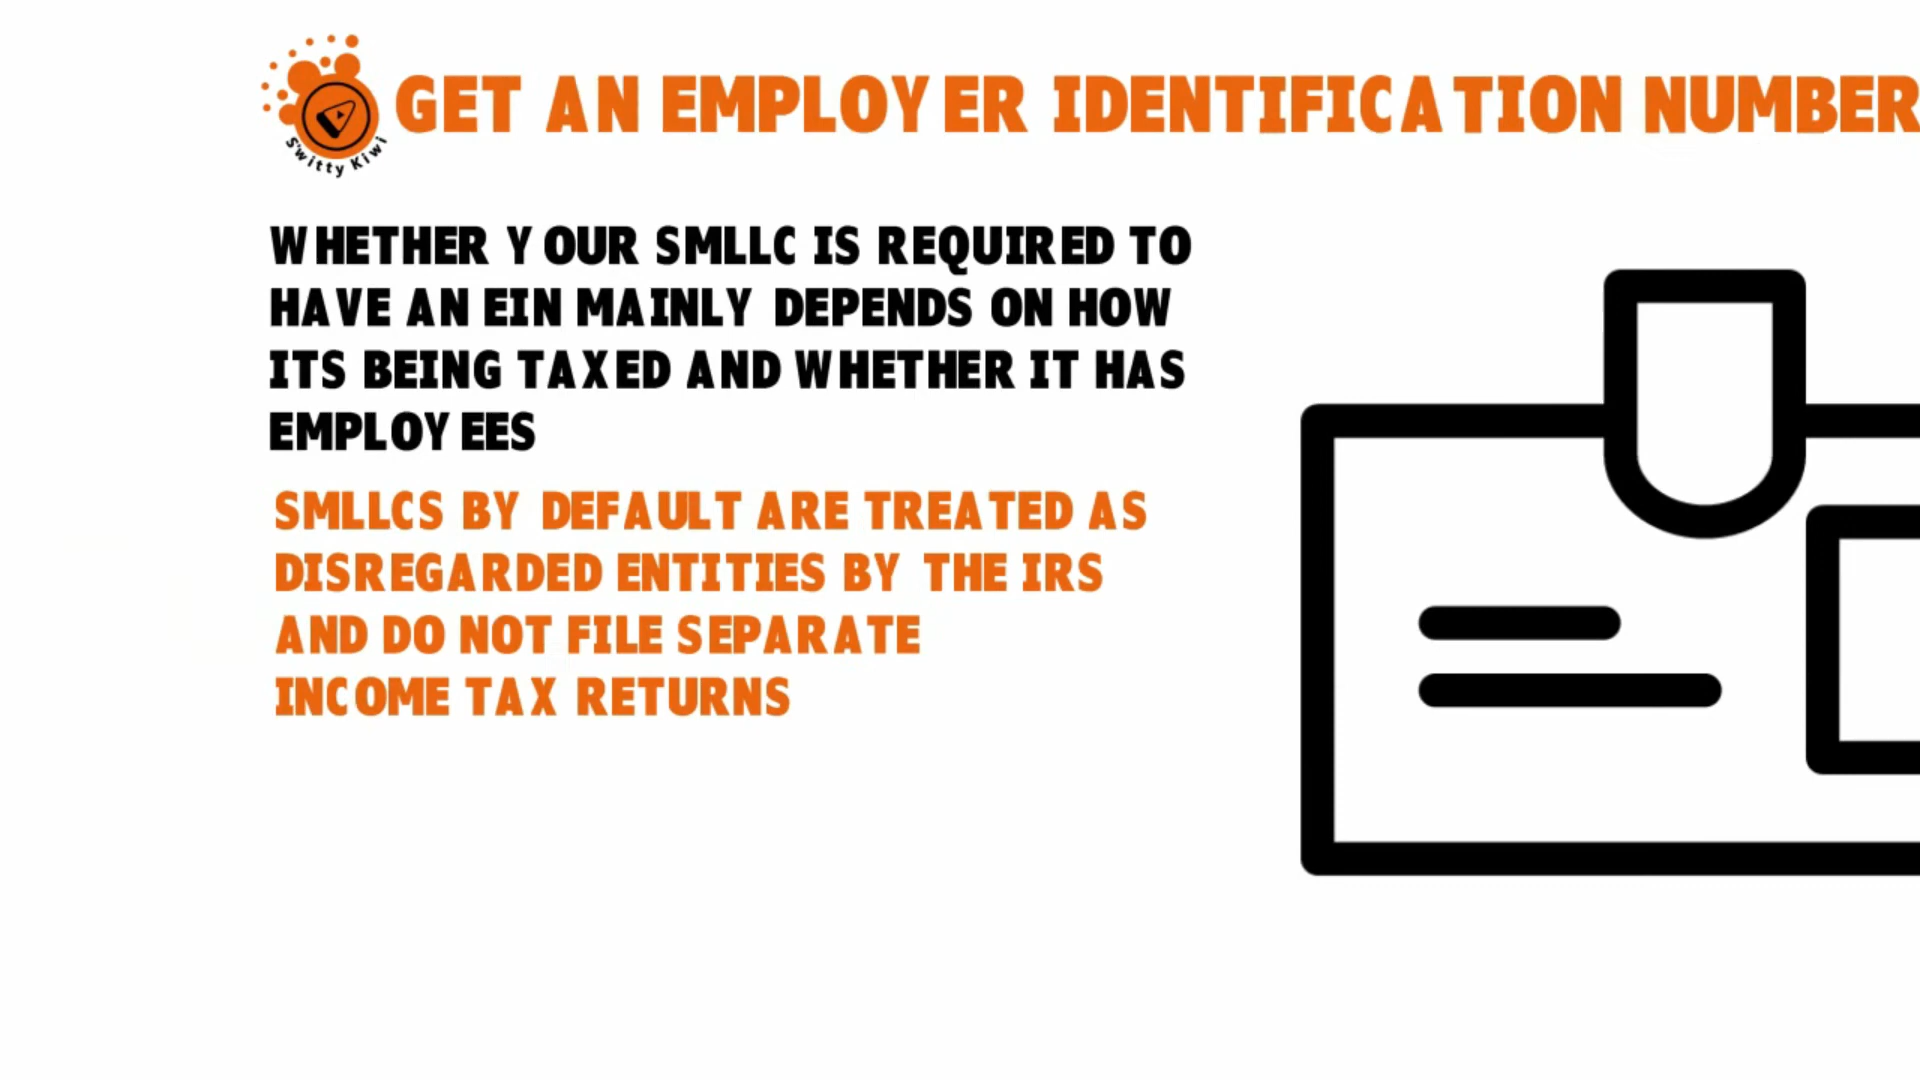 GET AN EMPLOYER IDENTIFICATION NUMBER
Switty Kiwi
WHETHER YOUR SMLLC IS REQUIRED TO
HAVE AN EIN MAINLY DEPENDS ON HOW
ITS BEING TAXED AND WHETHER IT HAS
EMPLOYEES
SMLLCS BY DEFAULT ARE TREATED AS
DISREGARDED ENTITIES BY THE IRS
AND DO NOT FILE SEPARATE
INCOME TAX RETURNS